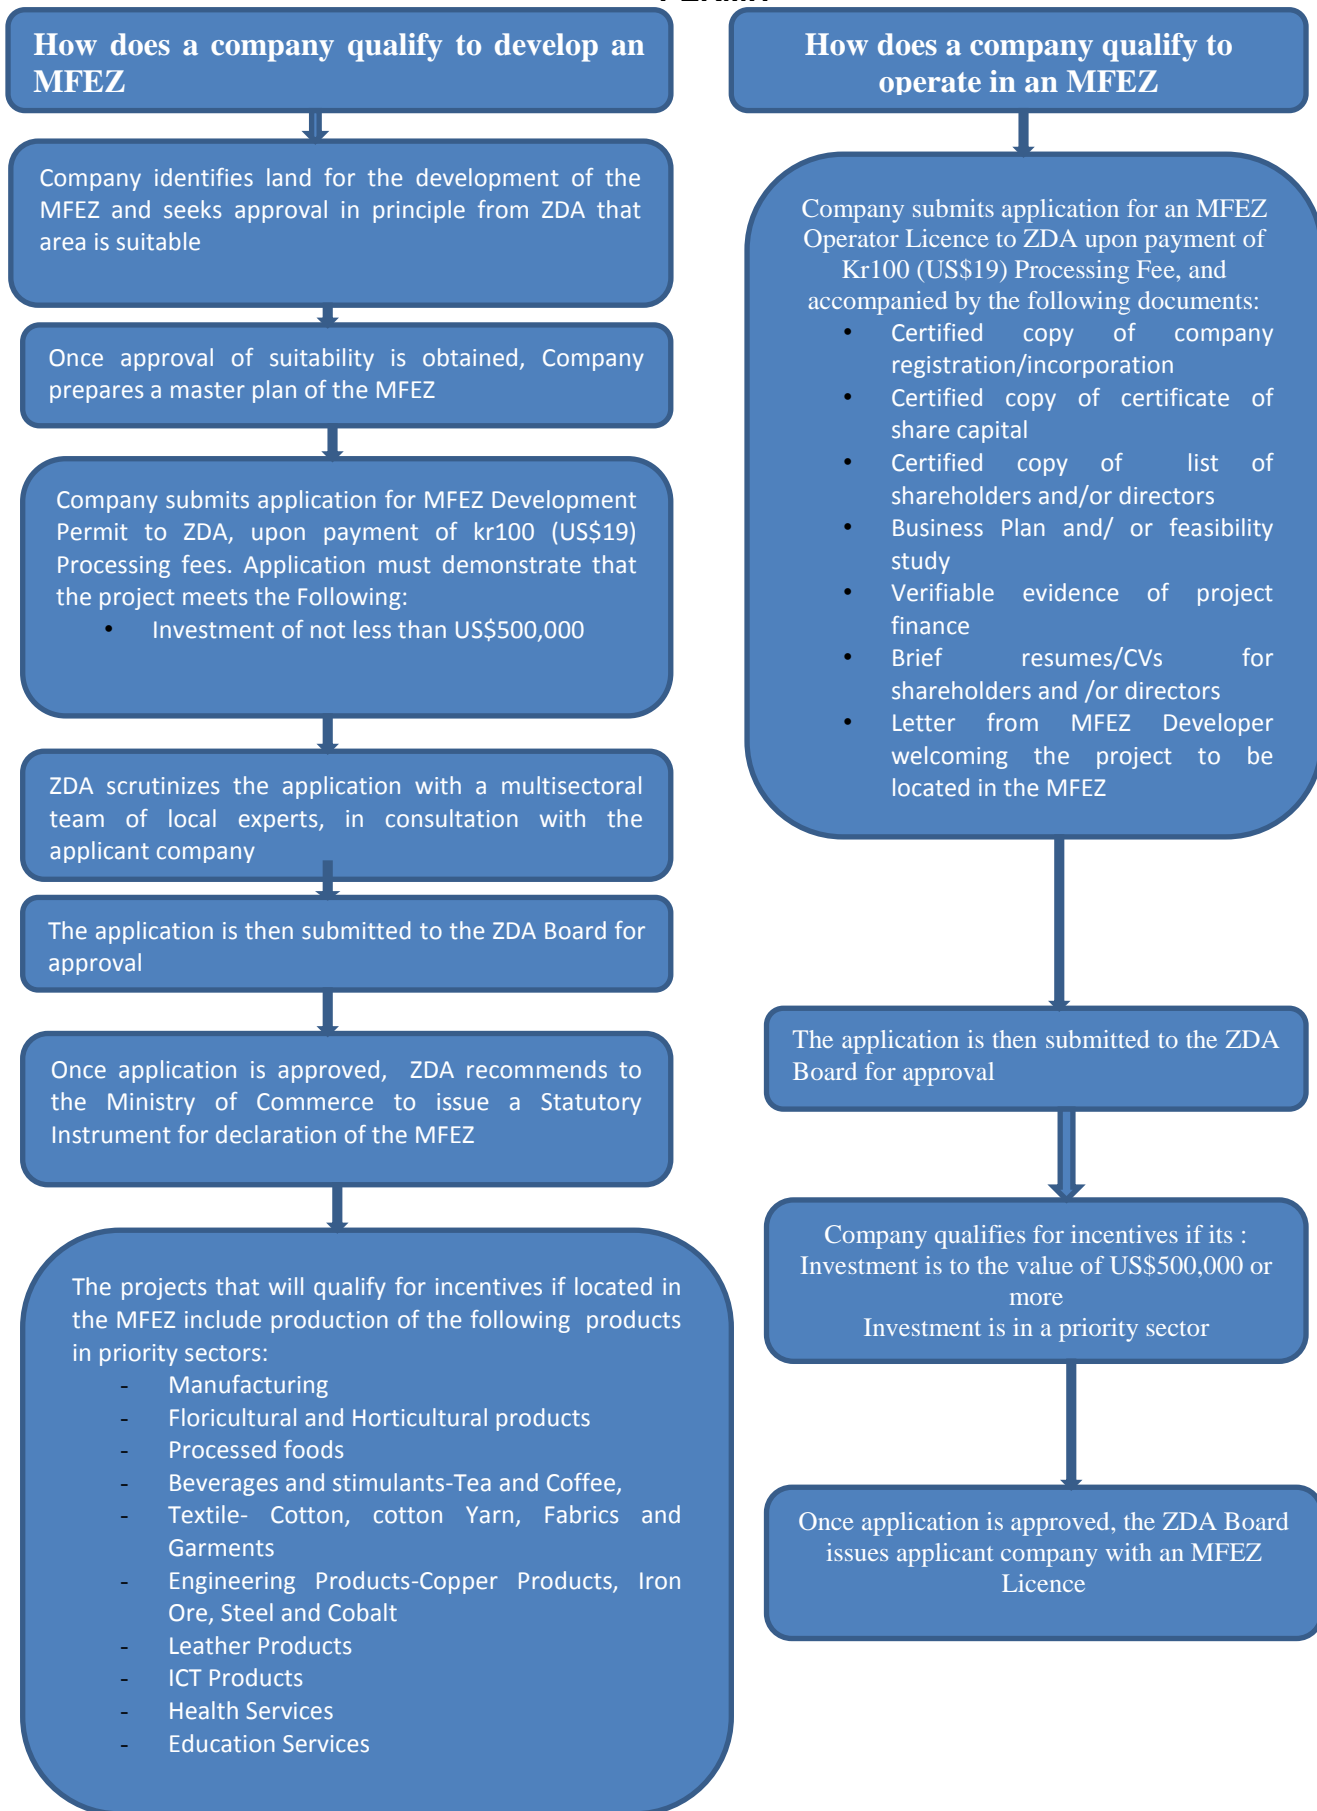 How does a company qualify to develop an
MFEZ
Company identifies land for the development of the
MFEZ and seeks approval in principle from ZDA that
area is suitable
Once approval of suitability is obtained, Company
prepares a master plan of the MFEZ
Company submits application for MFEZ Development
Permit to ZDA, upon payment of kr100 (US$19)
Processing fees. Application must demonstrate that
the project meets the Following:
• Investment of not less than US$500,000
ZDA scrutinizes the application with a multisectoral
team of local experts, in consultation with the
applicant company
The application is then submitted to the ZDA Board for
approval
Once application is approved, ZDA recommends to
the Ministry of Commerce to issue a Statutory
Instrument for declaration of the MFEZ
The projects that will qualify for incentives if located in
the MFEZ include production of the following products
in priority sectors:
- Manufacturing
- Floricultural and Horticultural products
- Processed foods
- Beverages and stimulants-Tea and Coffee,
- Textile- Cotton, cotton Yarn, Fabrics and
Garments
- Engineering Products-Copper Products, Iron
Ore, Steel and Cobalt
- Leather Products
- ICT Products
- Health Services
- Education Services
How does a company qualify to
operate in an MFEZ
Company submits application for an MFEZ
Operator Licence to ZDA upon payment of
Kr100 (US$19) Processing Fee, and
accompanied by the following documents:
• Certified copy of company
registration/incorporation
• Certified copy of certificate of
share capital
• Certified copy of list of
shareholders and/or directors
• Business Plan and/ or feasibility
study
• Verifiable evidence of project
finance
• Brief resumes/CVs for
shareholders and /or directors
• Letter from MFEZ Developer
welcoming the project to be
located in the MFEZ
The application is then submitted to the ZDA
Board for approval
Company qualifies for incentives if its :
Investment is to the value of US$500,000 or
more
Investment is in a priority sector
Once application is approved, the ZDA Board
issues applicant company with an MFEZ
Licence